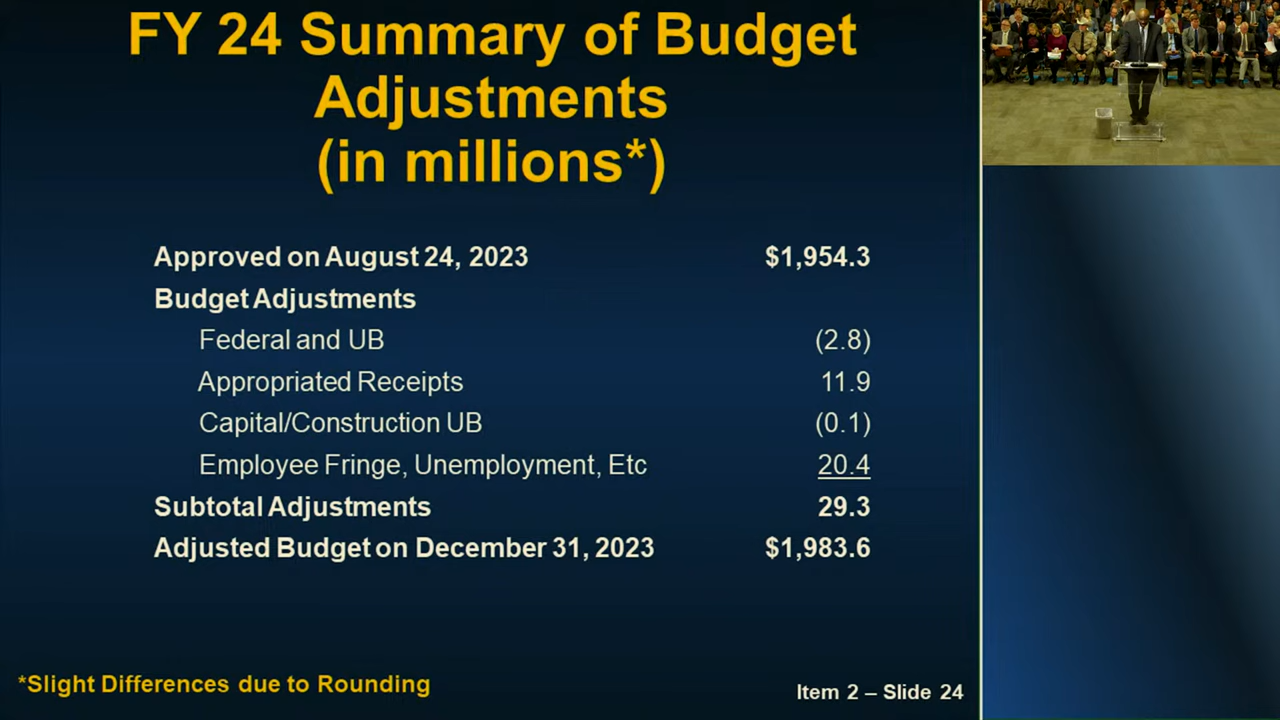 FY 24 Summary of Budget
Adjustments
(in millions*)
Approved on August 24, 2023 $1,954.3
Budget Adjustments
Federal and UB (2.8)
Appropriated Receipts 11.9
Capital/Construction UB (0.1)
Employee Fringe, Unemployment, Etc 20.4
Subtotal Adjustments 29.3
Adjusted Budget on December 31, 2023 $1,983.6
*Slight Differences due to Rounding
Item 2 – Slide 24